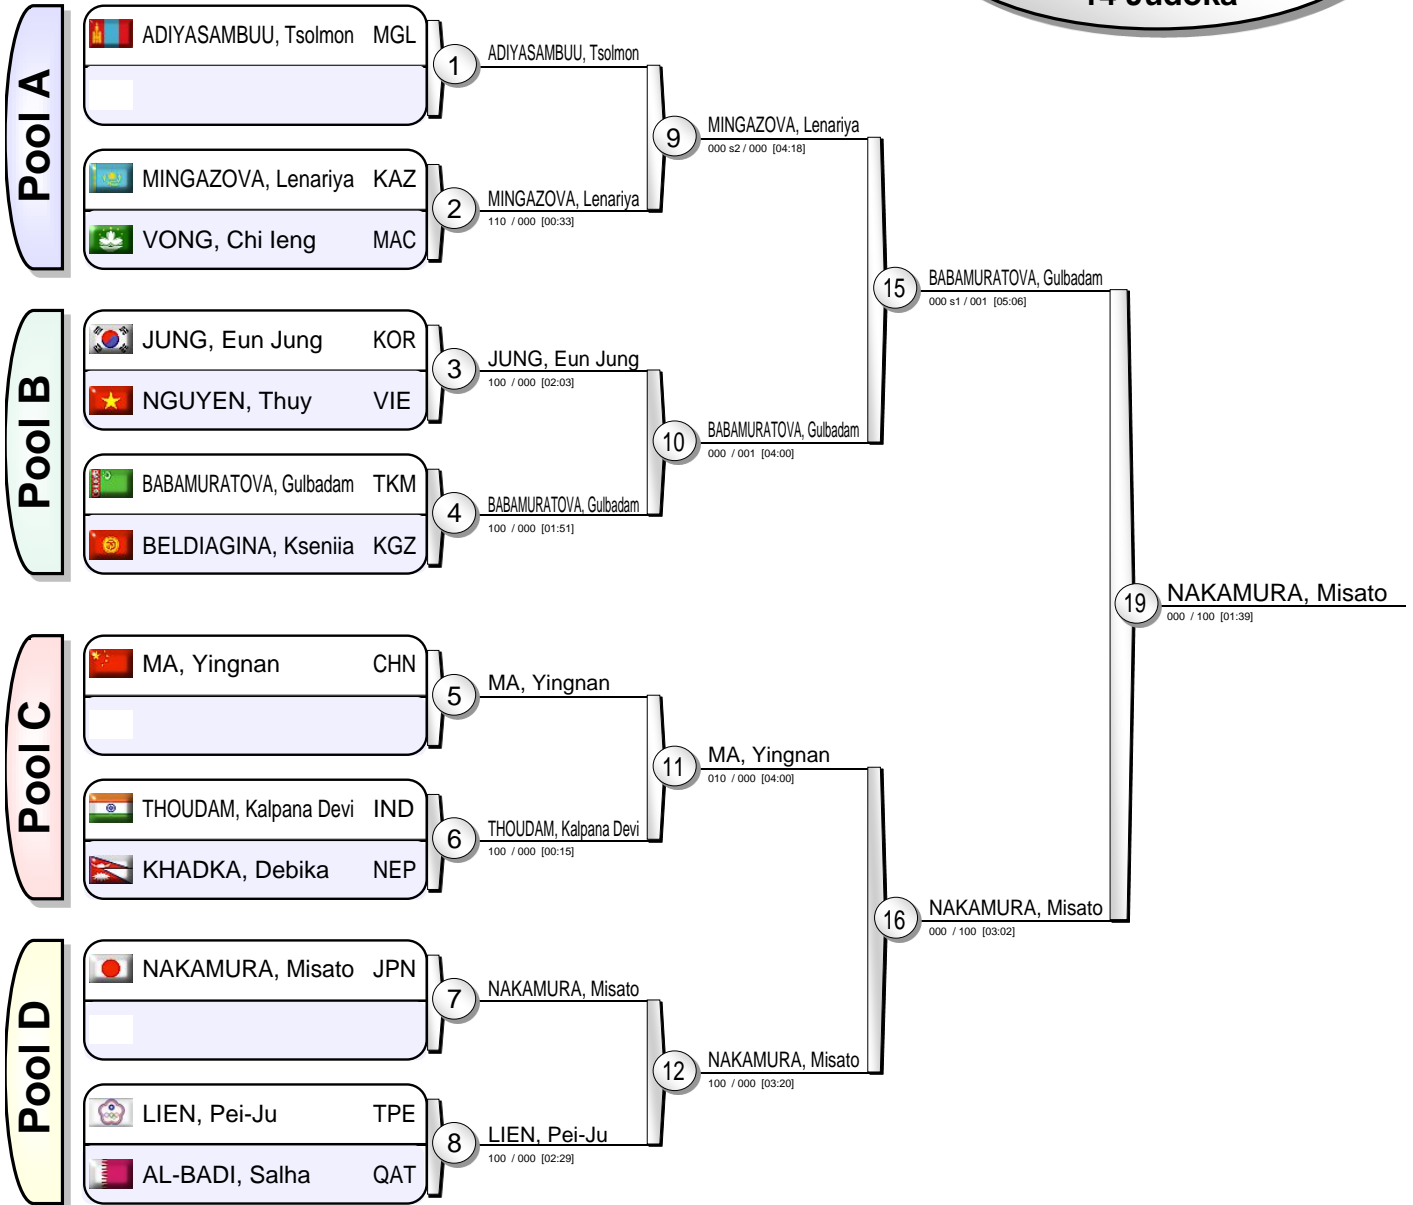 14 Judoka
Pool A
ADIYASAMBUU, Tsolmon MGL
1
ADIYASAMBUU, Tsolmon
MINGAZOVA, Lenariya KAZ
VONG, Chi Ieng MAC
2
MINGAZOVA, Lenariya
110 / 000 [00:33]
9
MINGAZOVA, Lenariya
000 s2 / 000 [04:18]
Pool B
JUNG, Eun Jung KOR
NGUYEN, Thuy VIE
3
JUNG, Eun Jung
100 / 000 [02:03]
BABAMURATOVA, Gulbadam TKM
BELDIAGINA, Kseniia KGZ
4
BABAMURATOVA, Gulbadam
100 / 000 [01:51]
10
BABAMURATOVA, Gulbadam
000 / 001 [04:00]
15
BABAMURATOVA, Gulbadam
000 s1 / 001 [05:06]
Pool C
MA, Yingnan CHN
5
MA, Yingnan
THOUDAM, Kalpana Devi IND
KHADKA, Debika NEP
6
THOUDAM, Kalpana Devi
100 / 000 [00:15]
11
MA, Yingnan
010 / 000 [04:00]
Pool D
NAKAMURA, Misato JPN
7
NAKAMURA, Misato
LIEN, Pei-Ju TPE
AL-BADI, Salha QAT
8
LIEN, Pei-Ju
100 / 000 [02:29]
12
NAKAMURA, Misato
100 / 000 [03:20]
16
NAKAMURA, Misato
000 / 100 [03:02]
19
NAKAMURA, Misato
000 / 100 [01:39]